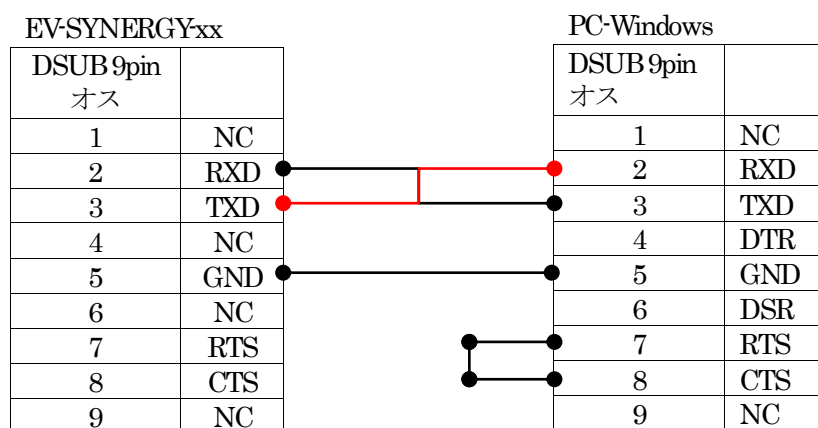 EV-SYNERGY-xx
DSUB 9pin
オス
1 NC
2 RXD
3 TXD
4 NC
5 GND
6 NC
7 RTS
8 CTS
9 NC
PC-Windows
DSUB 9pin
オス
1 NC
2 RXD
3 TXD
4 DTR
5 GND
6 DSR
7 RTS
8 CTS
9 NC